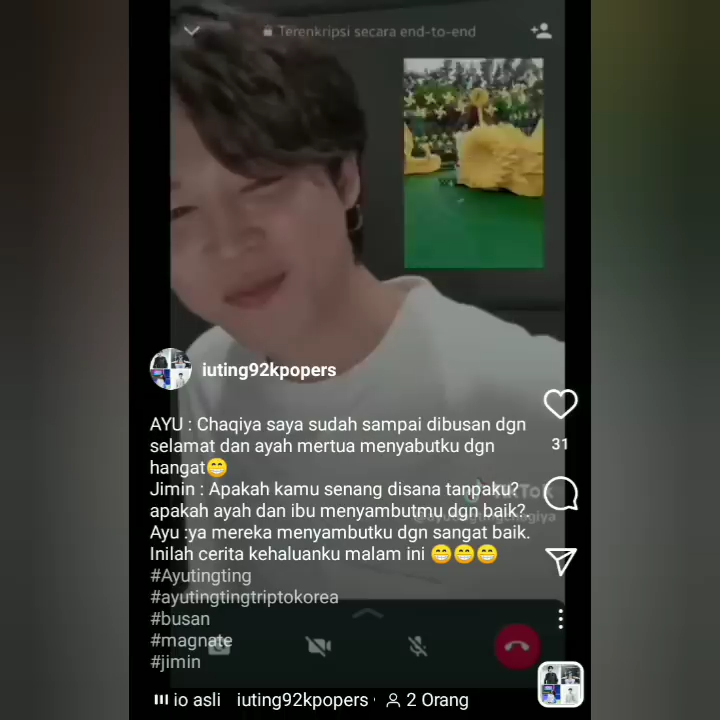 Terenkripsi secara end-to-end
iuting92kpopers
AYU : Chaqiya saya sudah sampai dibusan dgn
selamat dan ayah mertua menyabutku dgn
hangat😁
Jimin : Apakah kamu senang disana tanpaku?
apakah ayah dan ibu menyambutmu dgn baik?.
Ayu :ya mereka menyambutku dgn sangat baik.
Inilah cerita kehaluanku malam ini 😁😁😁
#Ayutingting
#ayutingtingtriptokorea
#busan
#magnate
#jimin
31
TikTok
io asli iuting92kpopers · 2 Orang